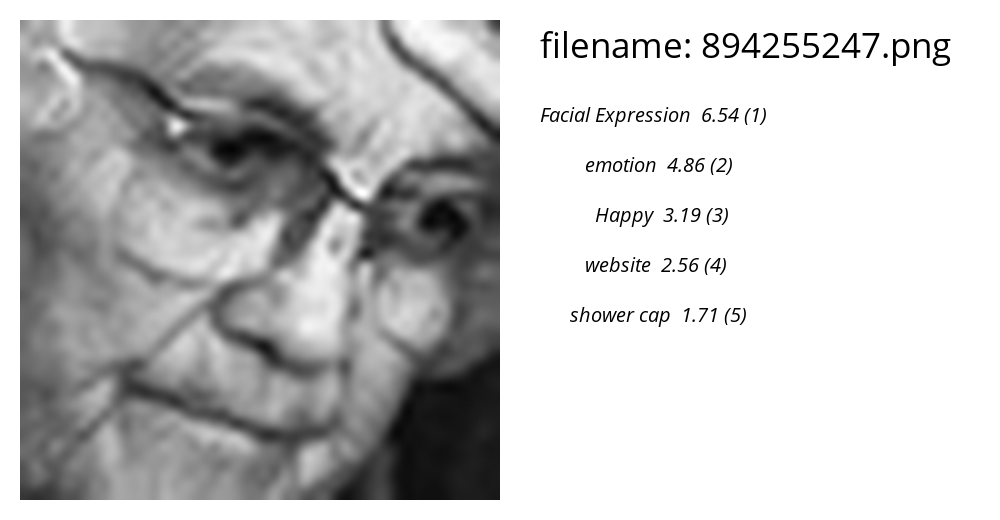 filename: 894255247.png
Facial Expression 6.54 (1)
emotion 4.86 (2)
Happy 3.19 (3)
website 2.56 (4)
shower cap 1.71 (5)